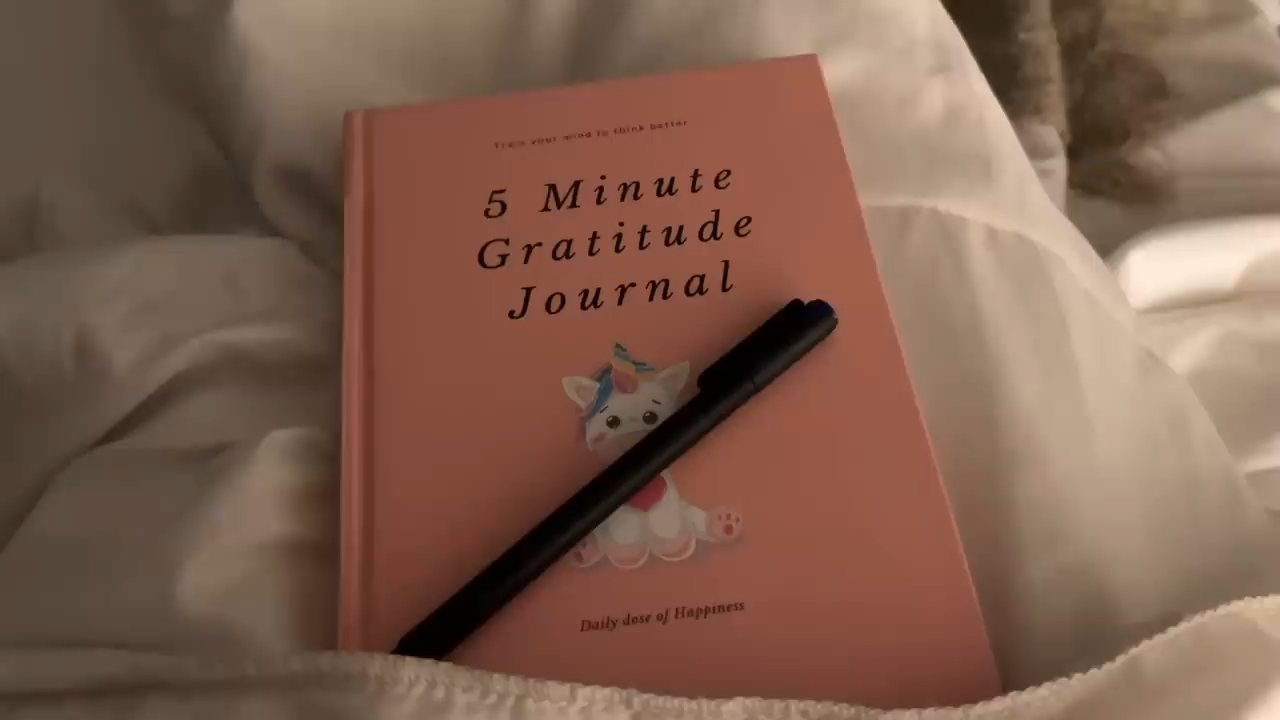 Train your mind to think better
5 Minute
Gratitude
Journal
Daily dose of Happiness